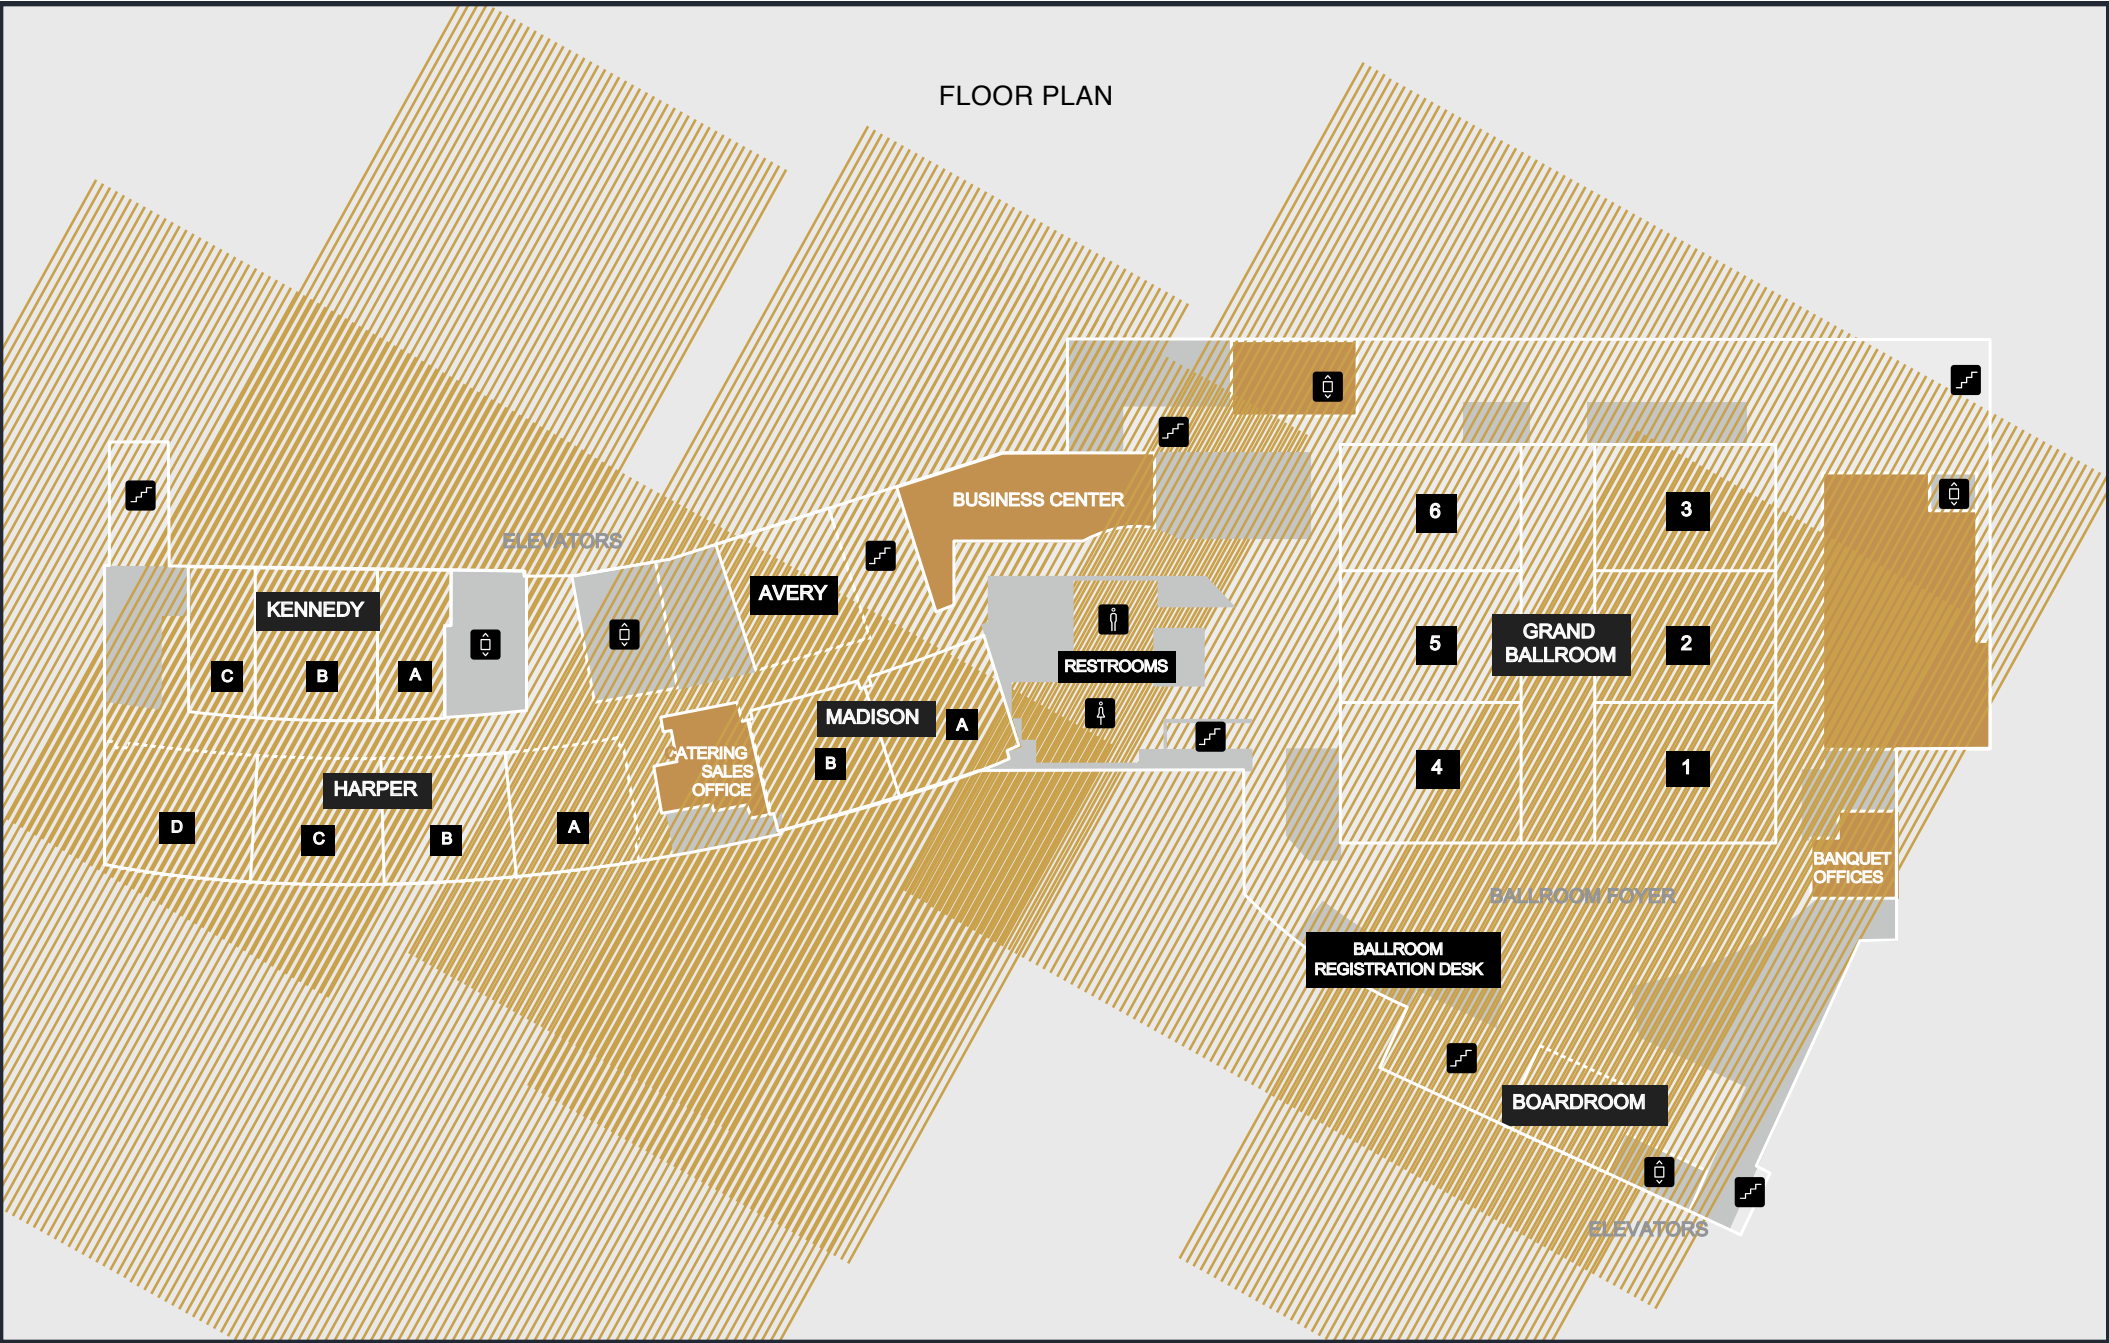 FLOOR PLAN
BUSINESS CENTER
ELEVATORS
6
3
AVERY
KENNEDY
GRAND
BALLROOM
5
2
RESTROOMS
C
B
A
MADISON
A
B
ATERING
SALES
OFFICE
4
1
HARPER
D
C
B
A
BANQUET
OFFICES
BALLROOM FOYER
BALLROOM
REGISTRATION DESK
BOARDROOM
ELEVATORS